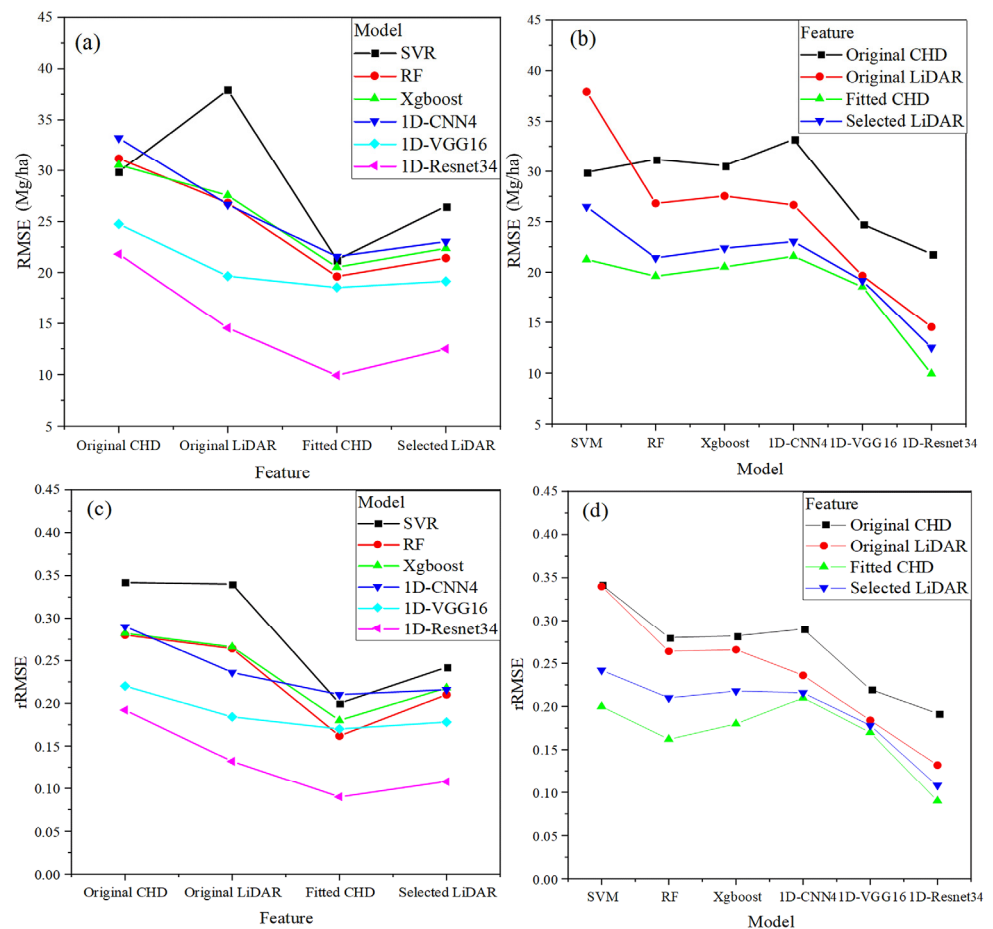 (a)
Model
SVR
RF
Xgboost
1D-CNN4
1D-VGG16
1D-Resnet34
45
40
35
30
25
20
15
10
5
RMSE (Mg/ha)
Original CHD
Original LiDAR
Fitted CHD
Selected LiDAR
Feature
(b)
Feature
Original CHD
Original LiDAR
Fitted CHD
Selected LiDAR
45
40
35
30
25
20
15
10
5
RMSE (Mg/ha)
SVM
RF
Xgboost
1D-CNN4
1D-VGG16
1D-Resnet34
Model
(c)
Model
SVR
RF
Xgboost
1D-CNN4
1D-VGG16
1D-Resnet34
0.45
0.40
0.35
0.30
0.25
0.20
0.15
0.10
0.05
0.00
rRMSE
Original CHD
Original LiDAR
Fitted CHD
Selected LiDAR
Feature
(d)
Feature
Original CHD
Original LiDAR
Fitted CHD
Selected LiDAR
0.45
0.40
0.35
0.30
0.25
0.20
0.15
0.10
0.05
0.00
rRMSE
SVM
RF
Xgboost
1D-CNN4
1D-VGG16
1D-Resnet34
Model